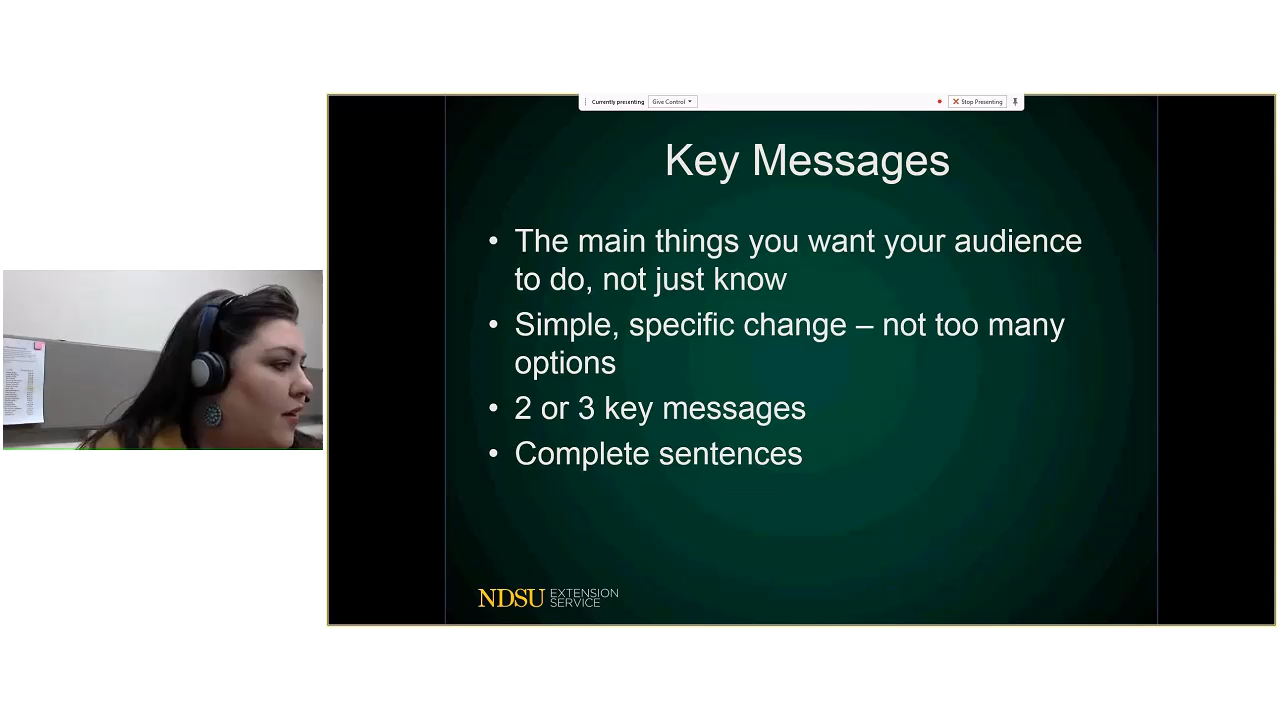 Currently presenting Give Control Stop Presenting
Key Messages
• The main things you want your audience
to do, not just know
• Simple, specific change – not too many
options
• 2 or 3 key messages
• Complete sentences
NDSU EXTENSION
SERVICE